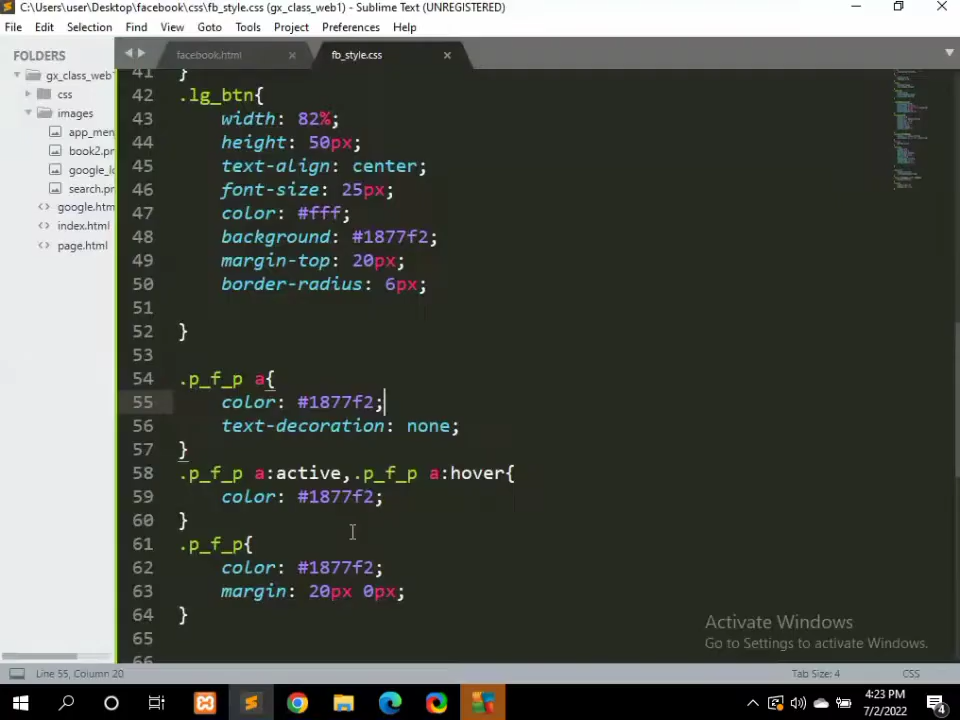 C:\Users\user\Desktop\facebook\css\fb_style.css (gx_class_web1) - Sublime Text (UNREGISTERED)
File Edit Selection Find View Goto Tools Project Preferences Help
FOLDERS
gx_class_web
css
images
app_men
book2.pr
google_lo
search.pr
google.htm
index.html
page.html
facebook.html
fb_style.css
41 }
42 .lg_btn{
43 width: 82%;
44 height: 50px;
45 text-align: center;
46 font-size: 25px;
47 color: #fff;
48 background: #1877f2;
49 margin-top: 20px;
50 border-radius: 6px;
51
52 }
53
54 .p_f_p a{
55 color: #1877f2;
56 text-decoration: none;
57 }
58 .p_f_p a:active,.p_f_p a:hover{
59 color: #1877f2;
60 }
61 .p_f_p{
62 color: #1877f2;
63 margin: 20px 0px;
64 }
65
66
Activate Windows
Go to Settings to activate Windows.
Line 55, Column 20
Tab Size: 4
CSS
4:23 PM
7/2/2022
4